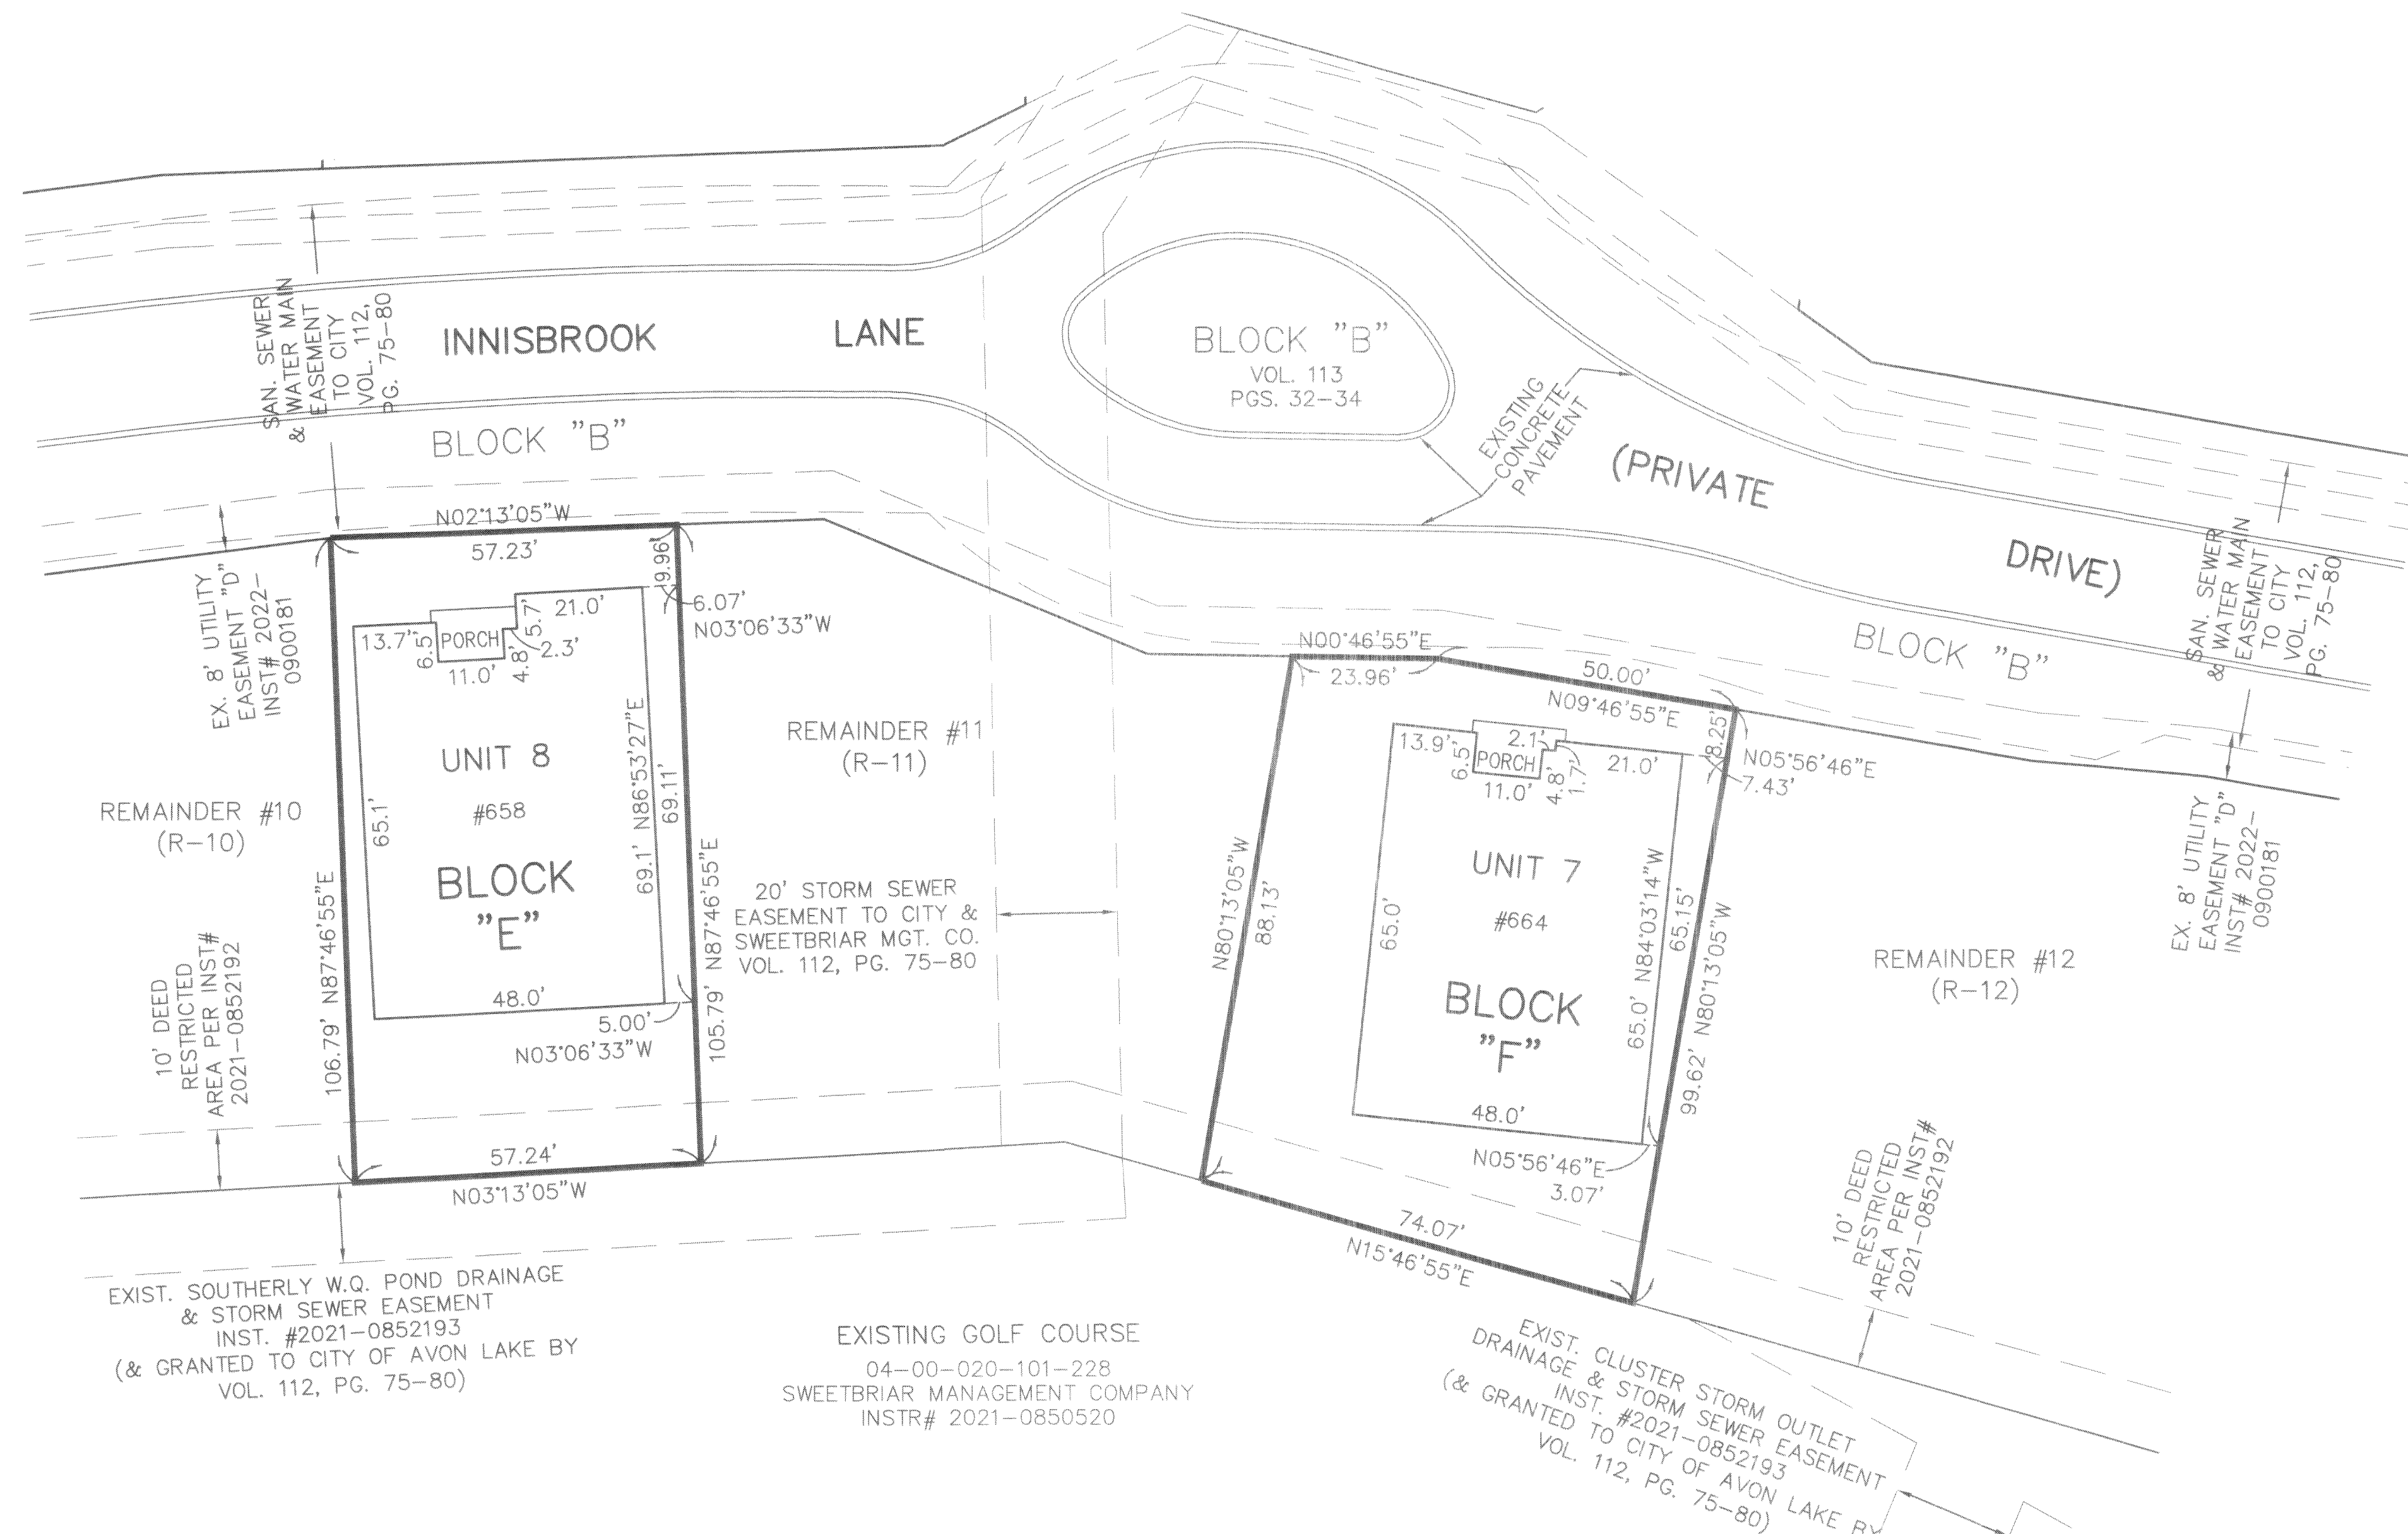 INNISBROOK LANE
(PRIVATE
DRIVE)
SAN. SEWER
& WATER MAIN
EASEMENT
TO CITY
VOL. 112,
PG. 75-80
BLOCK "B"
BLOCK "B"
VOL. 113
PGS. 32-34
EXISTING
CONCRETE
PAVEMENT
BLOCK "B"
SAN. SEWER
& WATER MAIN
EASEMENT
TO CITY
VOL. 112,
PG. 75-80
EX. 8' UTILITY
EASEMENT "D"
INST# 2022-
0900181
N02°13'05"W
57.23'
9.96'
6.07'
N03°06'33"W
13.7'
6.5
PORCH
11.0'
4.8'
5.7'
2.3'
21.0'
UNIT 8
#658
BLOCK
"E"
65.1'
69.1' N86°53'27"E
69.11'
48.0'
5.00'
N03°06'33"W
106.79' N87°46'55"E
105.79' N87°46'55"E
57.24'
N03°13'05"W
REMAINDER #10
(R-10)
10' DEED
RESTRICTED
AREA PER INST#
2021-0852192
REMAINDER #11
(R-11)
20' STORM SEWER
EASEMENT TO CITY &
SWEETBRIAR MGT. CO.
VOL. 112, PG. 75-80
N00°46'55"E
23.96'
50.00'
N09°46'55"E
8.25'
N05°56'46"E
7.43'
13.9'
6.5'
2.1'
PORCH
11.0'
4.8'
1.7'
21.0'
UNIT 7
#664
BLOCK
"F"
65.0'
65.0' N84°03'14"W
65.15'
48.0'
N05°56'46"E
3.07'
N80°13'05"W
88.13'
99.62' N80°13'05"W
74.07'
N15°46'55"E
REMAINDER #12
(R-12)
EX. 8' UTILITY
EASEMENT "D"
INST# 2022-
0900181
10' DEED
RESTRICTED
AREA PER INST#
2021-0852192
EXIST. SOUTHERLY W.Q. POND DRAINAGE
& STORM SEWER EASEMENT
INST. #2021-0852193
(& GRANTED TO CITY OF AVON LAKE BY
VOL. 112, PG. 75-80)
EXISTING GOLF COURSE
04-00-020-101-228
SWEETBRIAR MANAGEMENT COMPANY
INSTR# 2021-0850520
EXIST. CLUSTER STORM OUTLET
DRAINAGE & STORM SEWER EASEMENT
INST. #2021-0852193
(& GRANTED TO CITY OF AVON LAKE BY
VOL. 112, PG. 75-80)